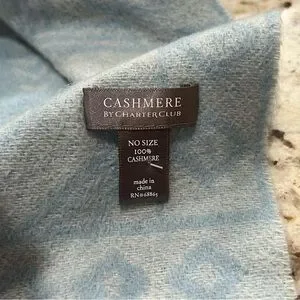 CASHMERE
BY CHARTER CLUB
NO SIZE
100%
CASHMERE
made in
china
RN#68865